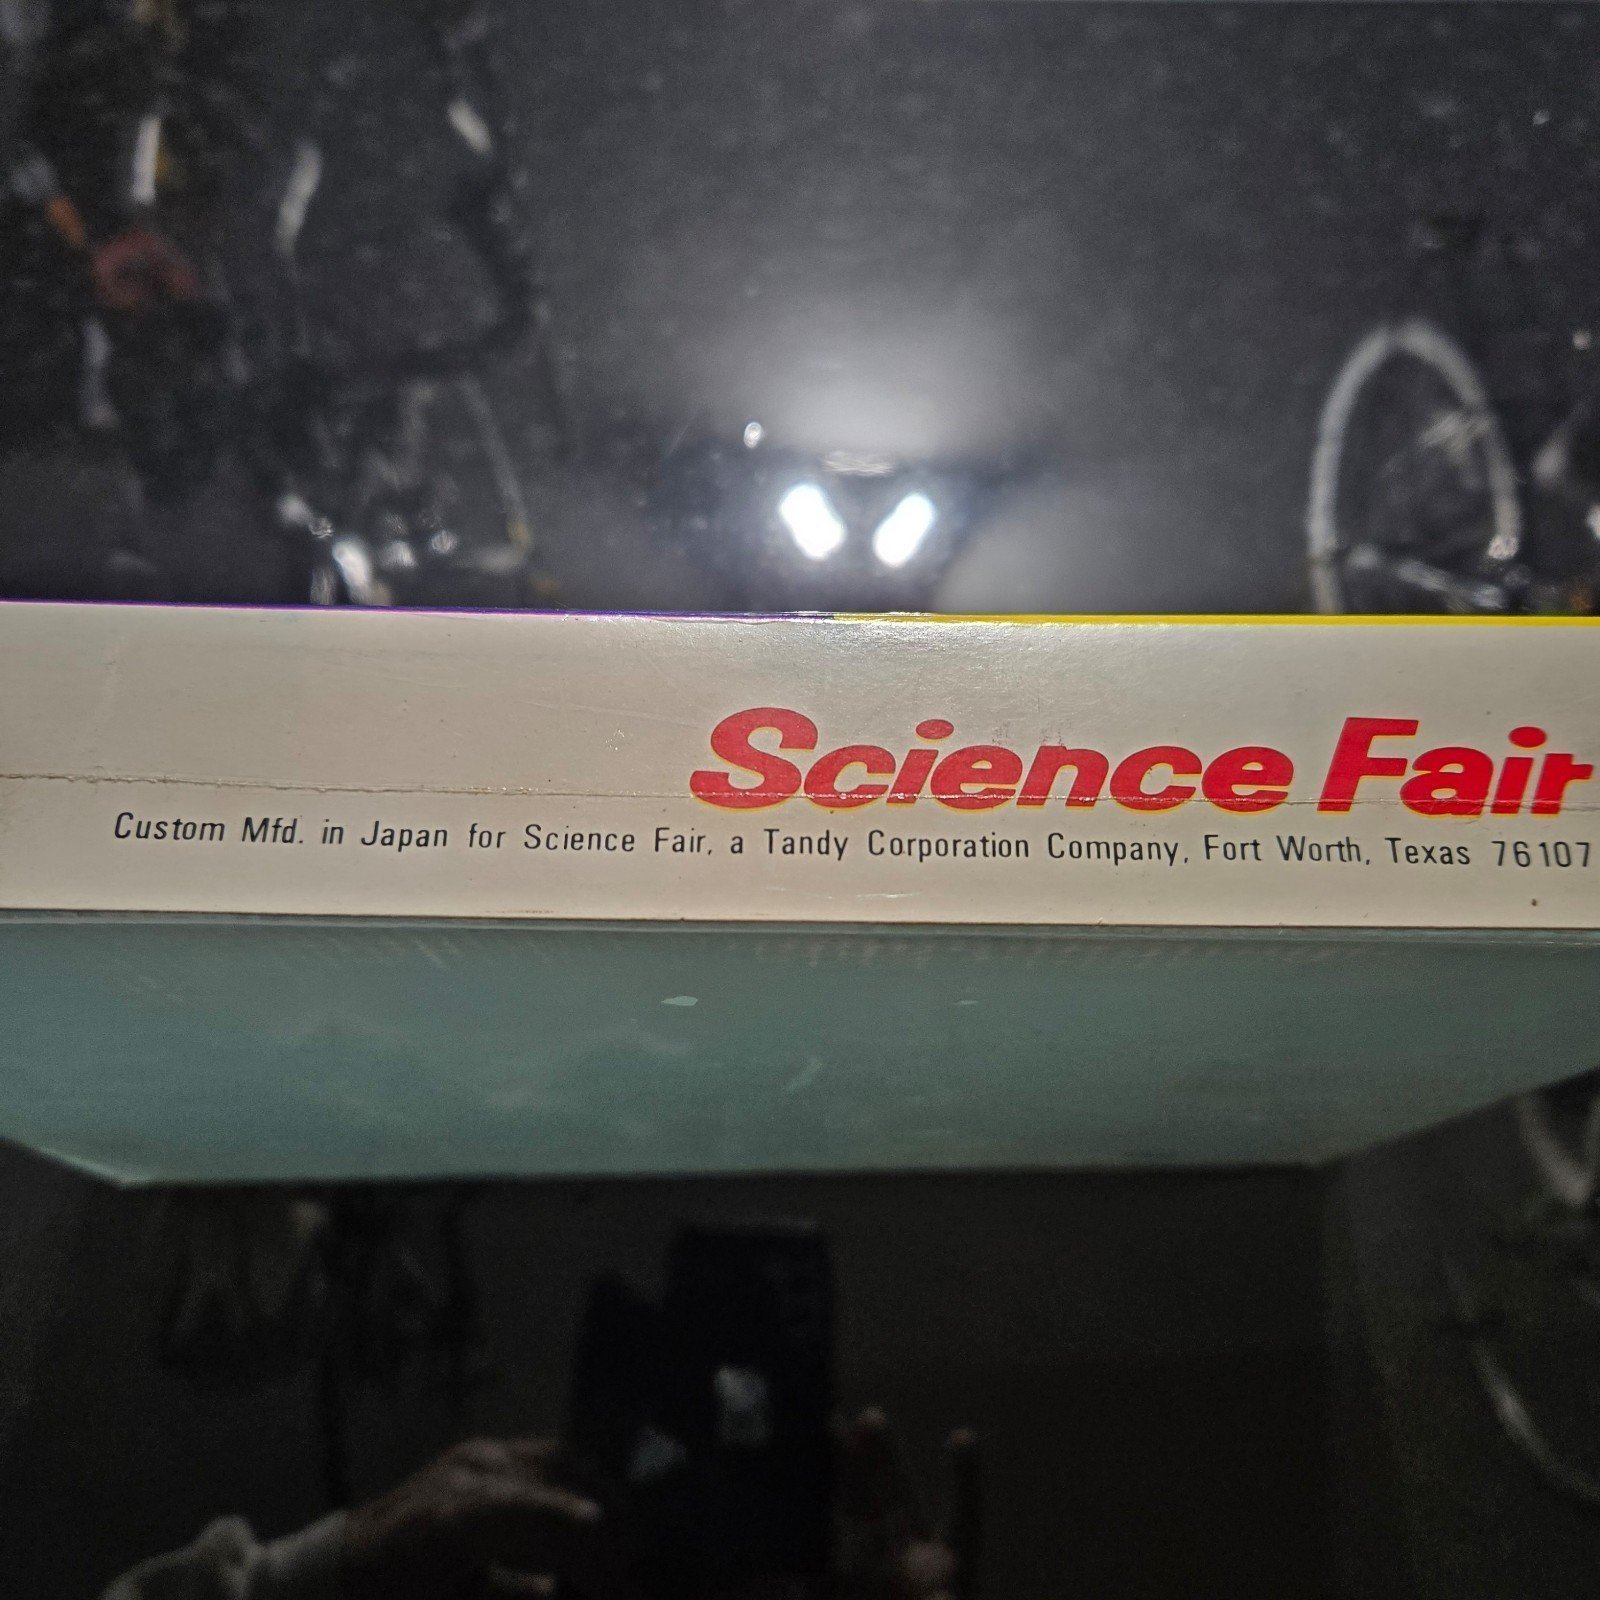 Science Fair
Custom Mfd. in Japan for Science Fair, a Tandy Corporation Company, Fort Worth, Texas 76107